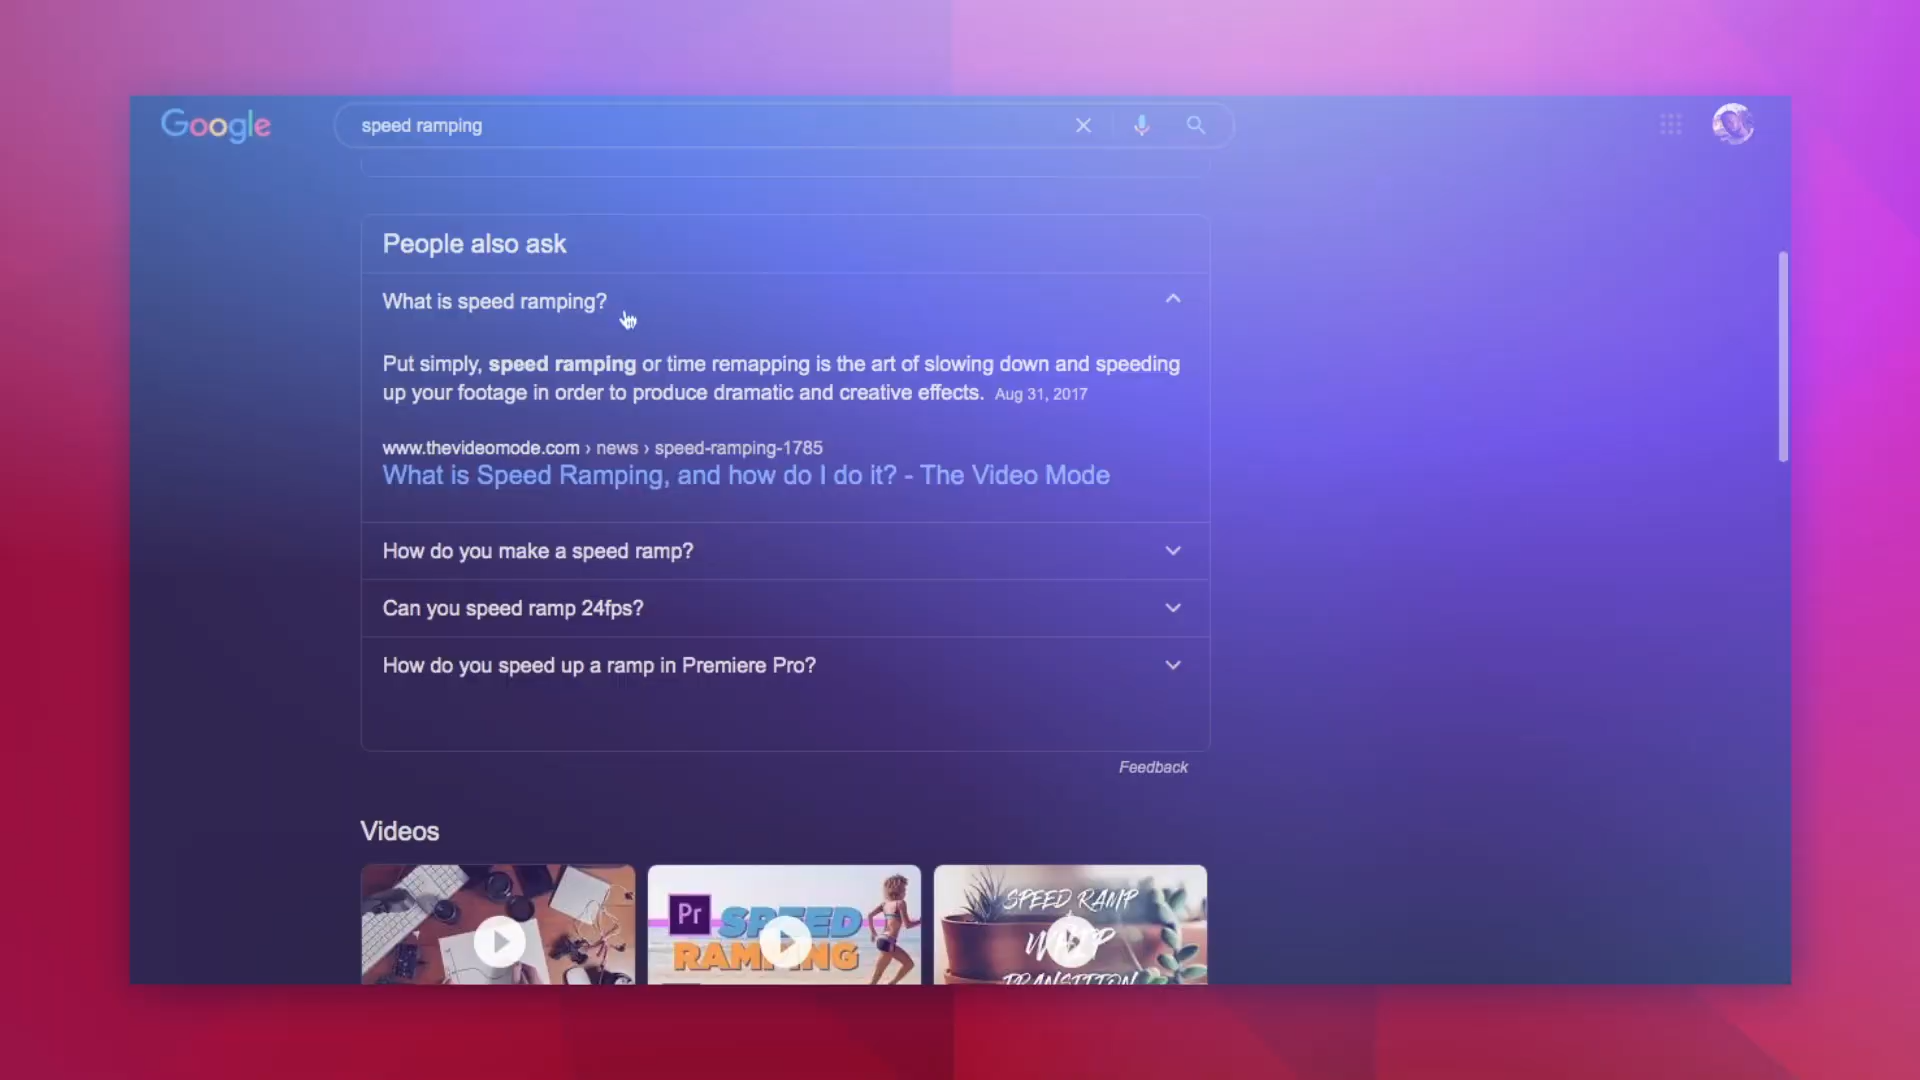 Google
speed ramping
People also ask
What is speed ramping?
Put simply, speed ramping or time remapping is the art of slowing down and speeding
up your footage in order to produce dramatic and creative effects. Aug 31, 2017
www.thevideomode.com › news › speed-ramping-1785
What is Speed Ramping, and how do I do it? - The Video Mode
How do you make a speed ramp?
Can you speed ramp 24fps?
How do you speed up a ramp in Premiere Pro?
Feedback
Videos
Pr SPEED
RAMPING
SPEED RAMP
WHIP
TRANSITION